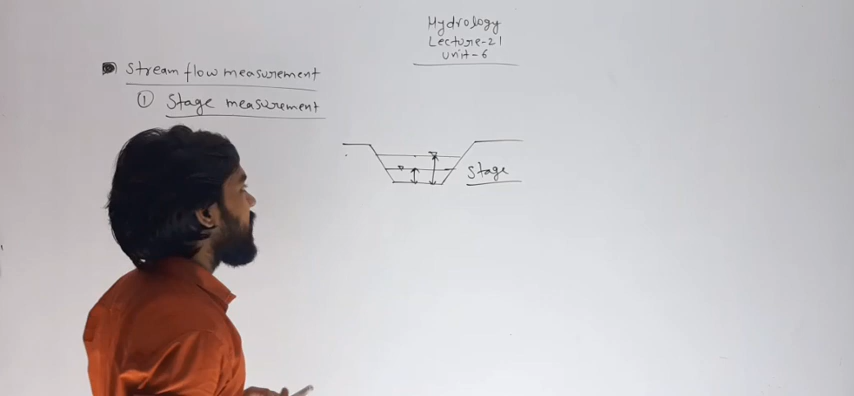 Hydrology
Lecture-21
Unit-6
Stream flow measurement
① Stage measurement
Stage